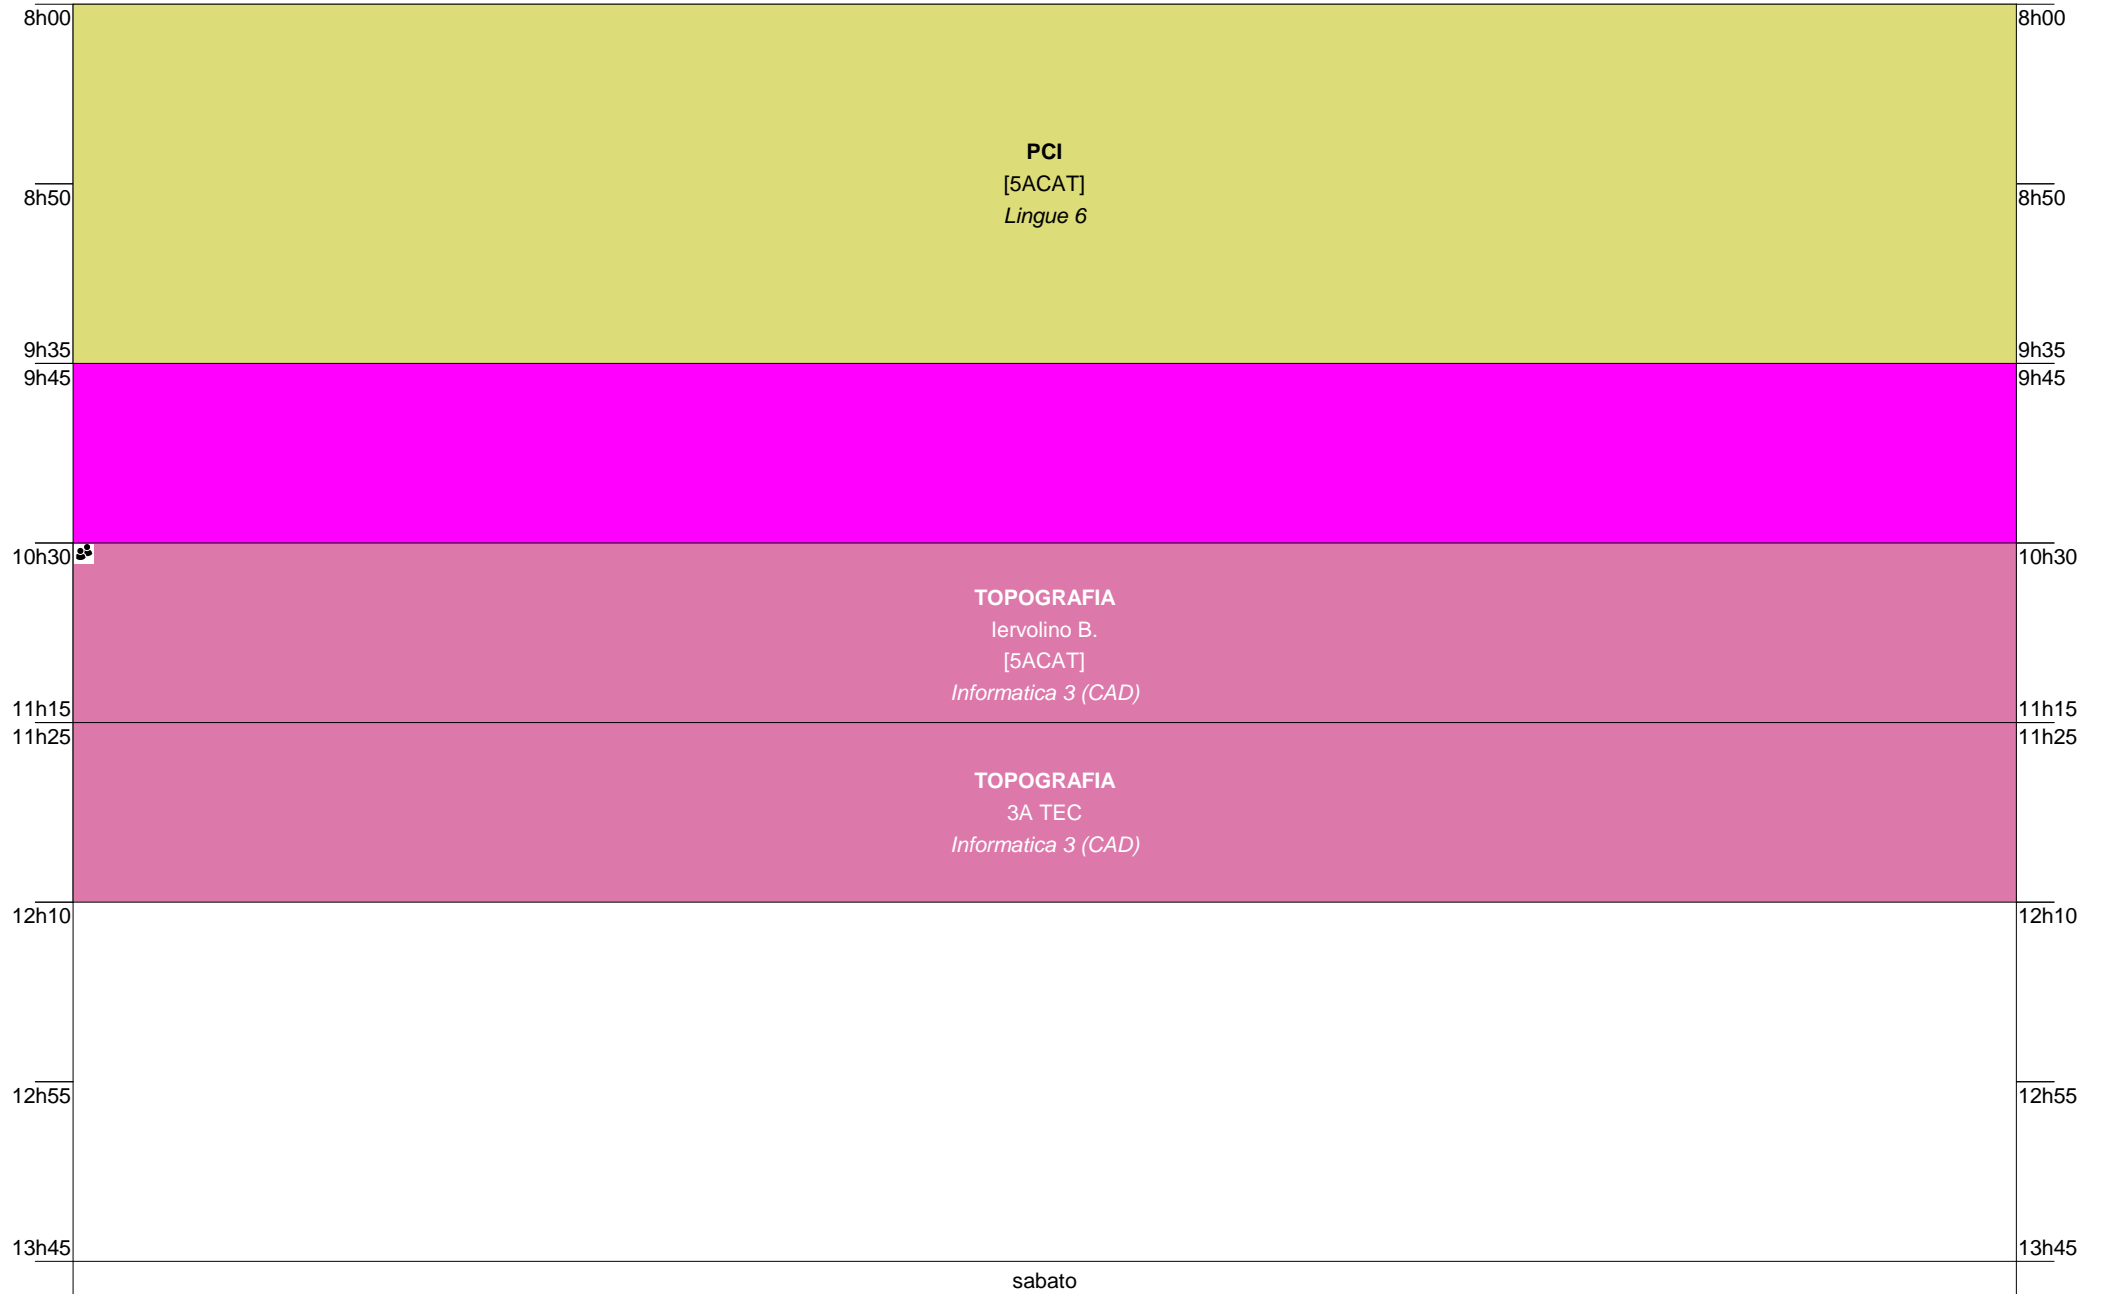 8h00
8h00
PCI
[5ACAT]
8h50
8h50
Lingue 6
9h35
9h35
9h45
9h45
10h30
10h30
TOPOGRAFIA
Iervolino B.
[5ACAT]
Informatica 3 (CAD)
11h15
11h15
11h25
11h25
TOPOGRAFIA
3A TEC
Informatica 3 (CAD)
12h10
12h10
12h55
12h55
13h45
13h45
sabato